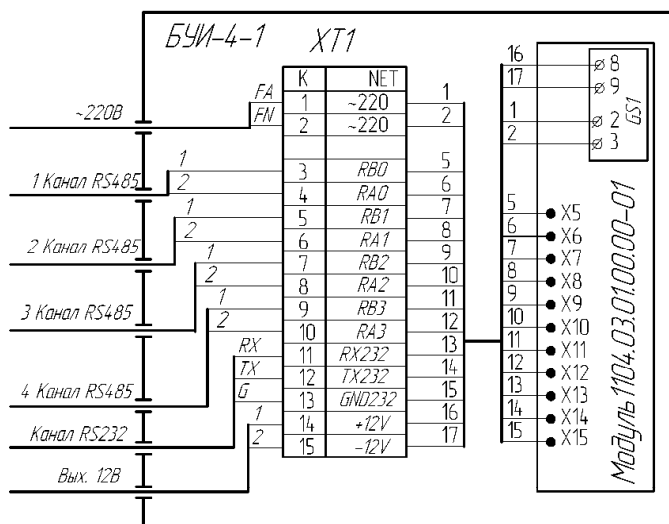 БУИ-4-1
XT1
K NET
FA 1 ~220 1
~220В FN 2 ~220 2
1 3 RB0 5
1 Канал RS485 2 4 RA0 6
1 5 RB1 7
2 Канал RS485 2 6 RA1 8
1 7 RB2 9
2 8 RA2 10
3 Канал RS485 1 9 RB3 11
2 10 RA3 12
RX 11 RX232 13
TX 12 TX232 14
4 Канал RS485 G 13 GND232 15
1 14 +12V 16
Канал RS232 2 15 -12V 17
Вых. 12В
16 8
17 9
1 2
2 3
GS1
5 X5
6 X6
7 X7
8 X8
9 X9
10 X10
11 X11
12 X12
13 X13
14 X14
15 X15
Модуль 1104.03.01.00.00-01